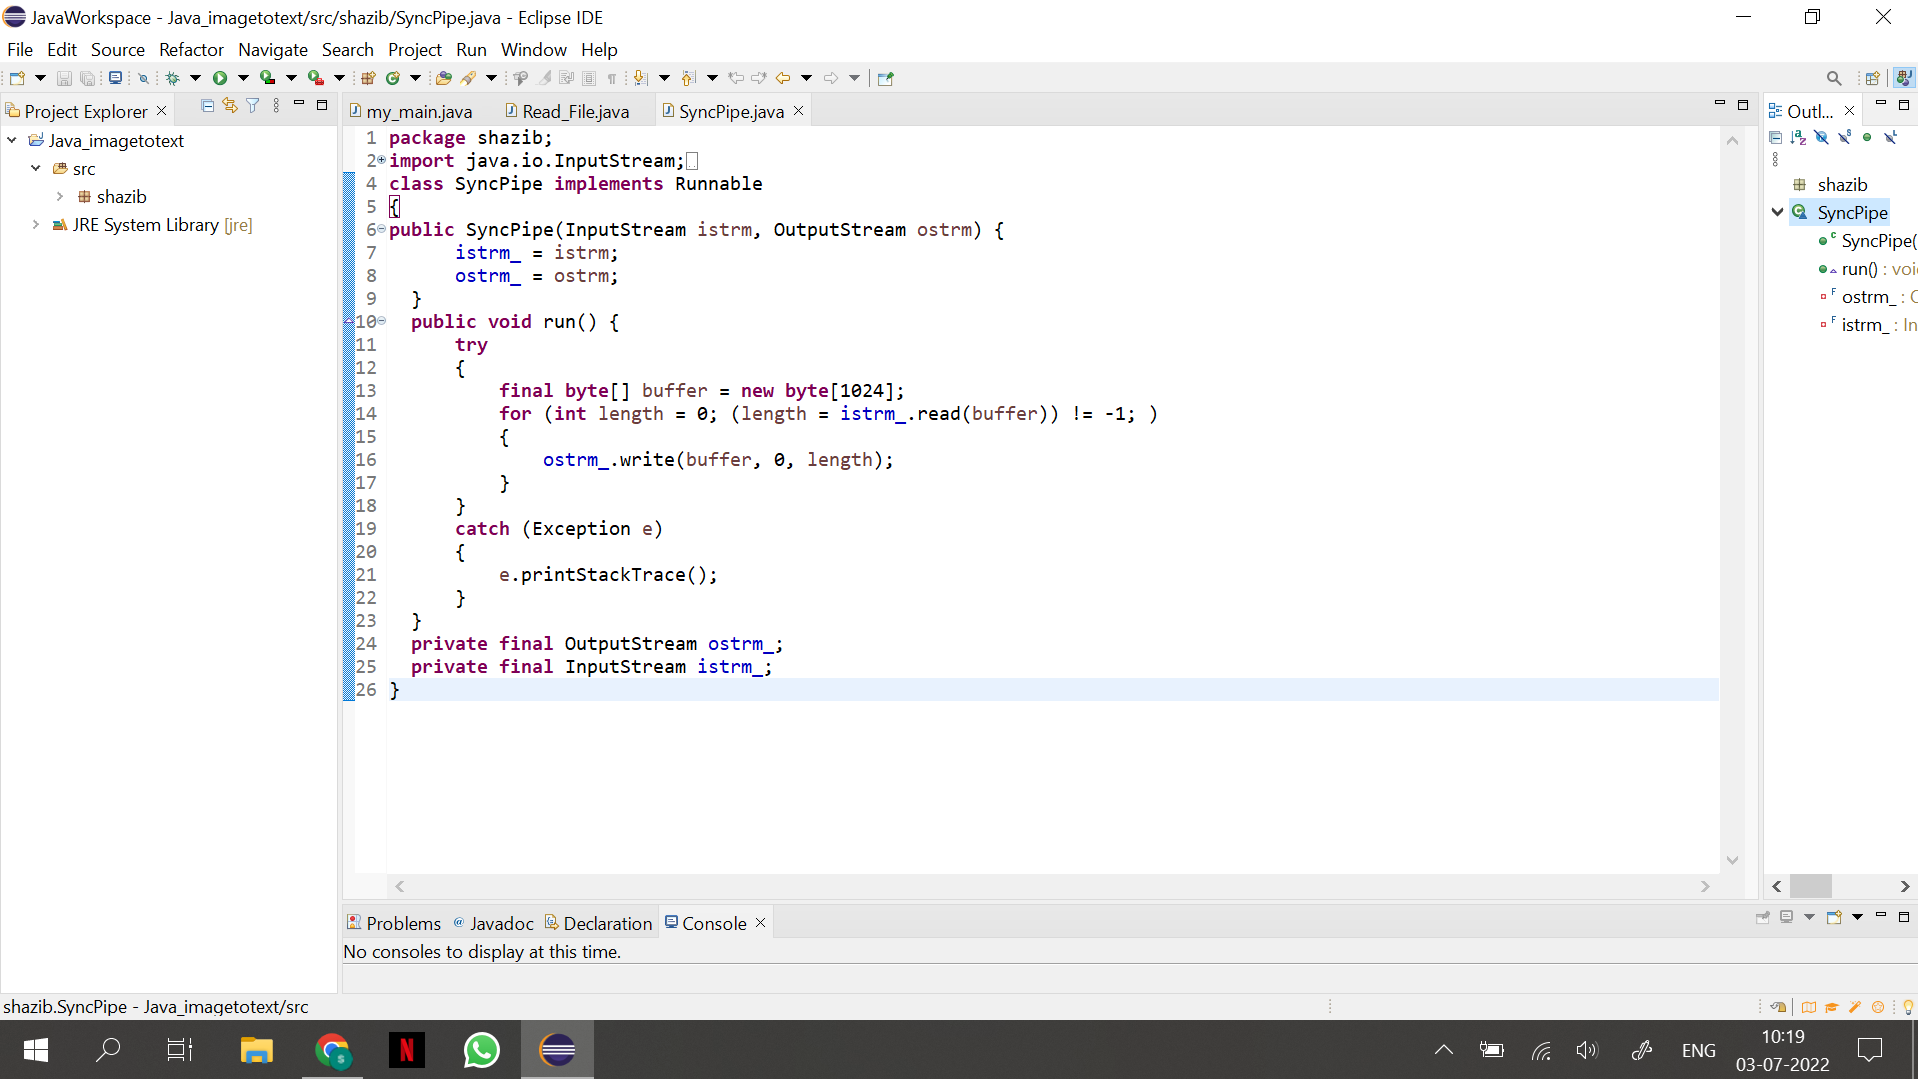 JavaWorkspace - Java_imagetotext/src/shazib/SyncPipe.java - Eclipse IDE
File Edit Source Refactor Navigate Search Project Run Window Help
Project Explorer
Java_imagetotext
src
shazib
JRE System Library [jre]
my_main.java Read_File.java SyncPipe.java
1 package shazib;
2 import java.io.InputStream;
4 class SyncPipe implements Runnable
5 {
6 public SyncPipe(InputStream istrm, OutputStream ostrm) {
7 istrm_ = istrm;
8 ostrm_ = ostrm;
9 }
10 public void run() {
11 try
12 {
13 final byte[] buffer = new byte[1024];
14 for (int length = 0; (length = istrm_.read(buffer)) != -1; )
15 {
16 ostrm_.write(buffer, 0, length);
17 }
18 }
19 catch (Exception e)
20 {
21 e.printStackTrace();
22 }
23 }
24 private final OutputStream ostrm_;
25 private final InputStream istrm_;
26 }
Outl...
shazib
SyncPipe
SyncPipe(
run() : voi
ostrm_ : O
istrm_ : In
Problems Javadoc Declaration Console
No consoles to display at this time.
shazib.SyncPipe - Java_imagetotext/src
ENG
10:19
03-07-2022